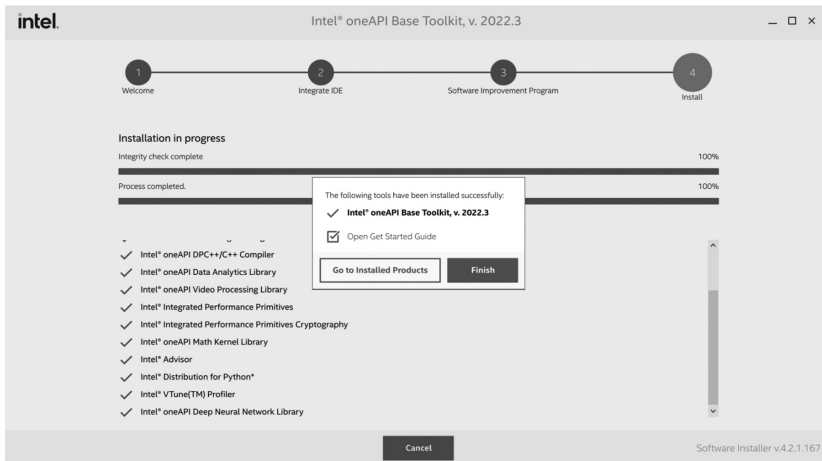 intel.
Intel® oneAPI Base Toolkit, v. 2022.3
1
2
3
4
Welcome
Integrate IDE
Software Improvement Program
Install
Installation in progress
Integrity check complete
100%
Process completed.
100%
The following tools have been installed successfully:
Intel® oneAPI Base Toolkit, v. 2022.3
Open Get Started Guide
Go to Installed Products
Finish
Intel® oneAPI DPC++/C++ Compiler
Intel® oneAPI Data Analytics Library
Intel® oneAPI Video Processing Library
Intel® Integrated Performance Primitives
Intel® Integrated Performance Primitives Cryptography
Intel® oneAPI Math Kernel Library
Intel® Advisor
Intel® Distribution for Python*
Intel® VTune(TM) Profiler
Intel® oneAPI Deep Neural Network Library
Cancel
Software Installer v.4.2.1.167